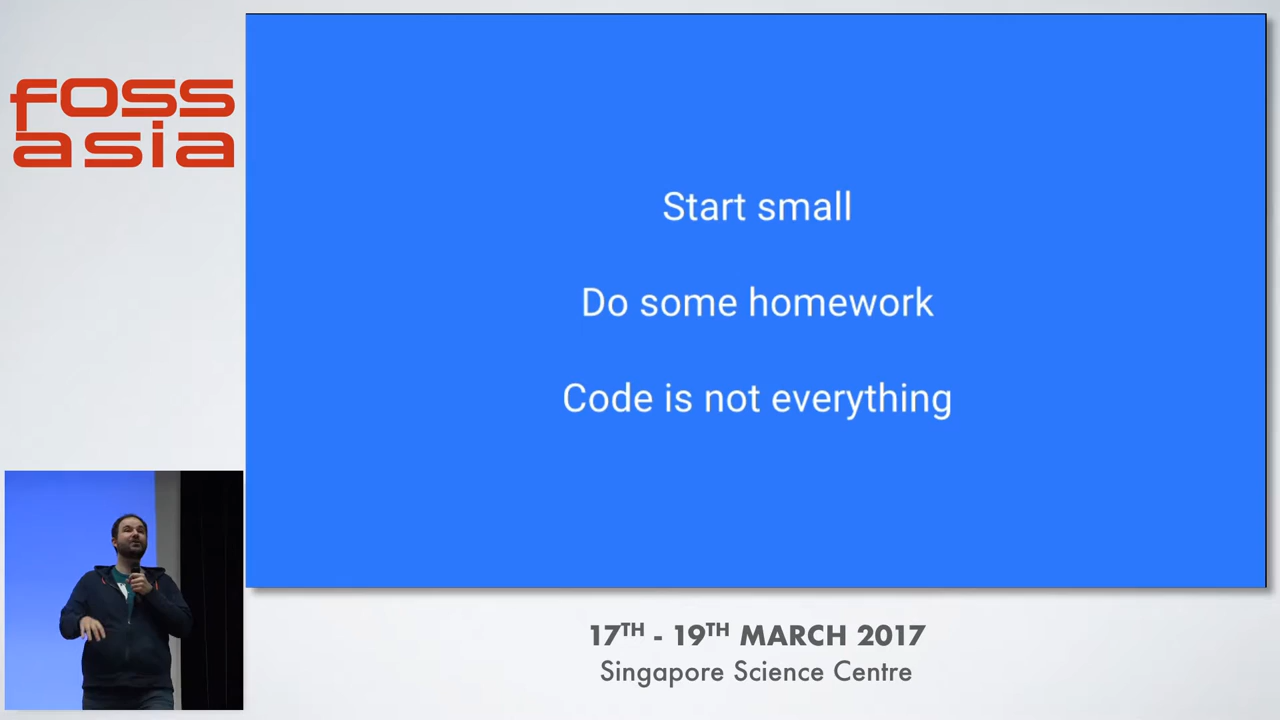 foss
asia
Start small
Do some homework
Code is not everything
17TH - 19TH MARCH 2017
Singapore Science Centre